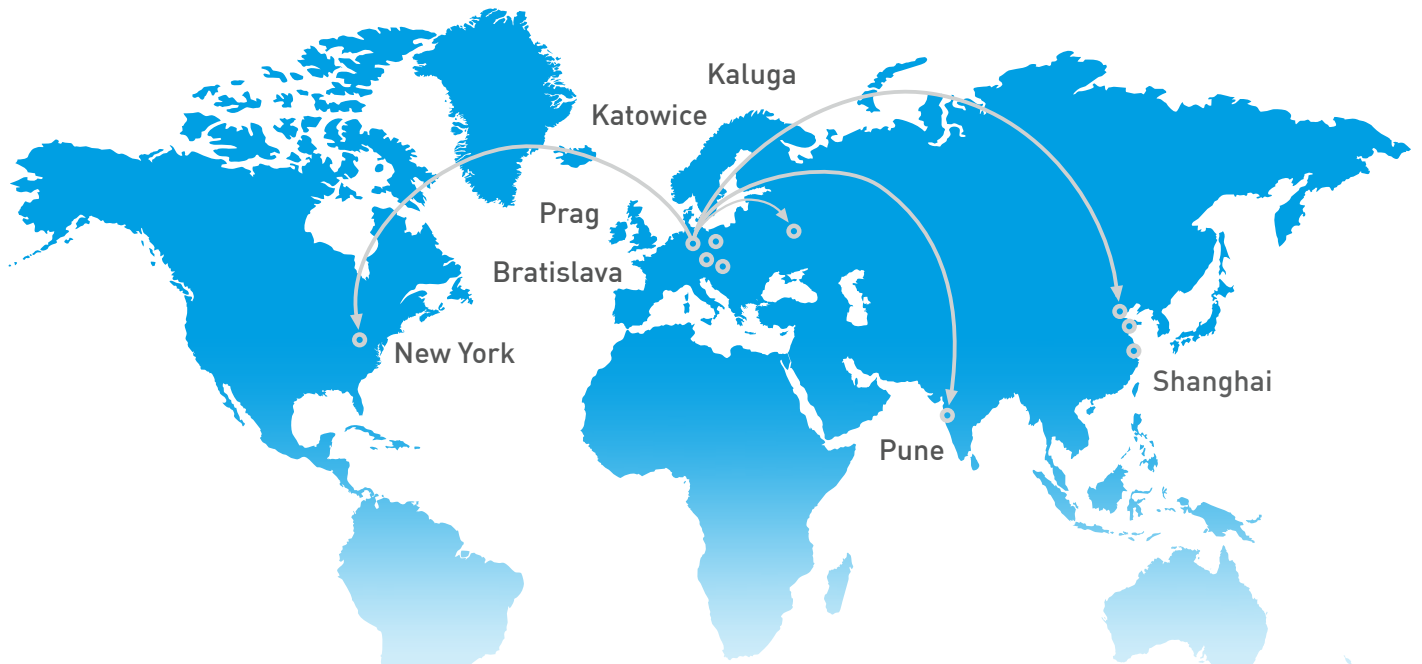 Kaluga
Katowice
Prag
Bratislava
New York
Shanghai
Pune